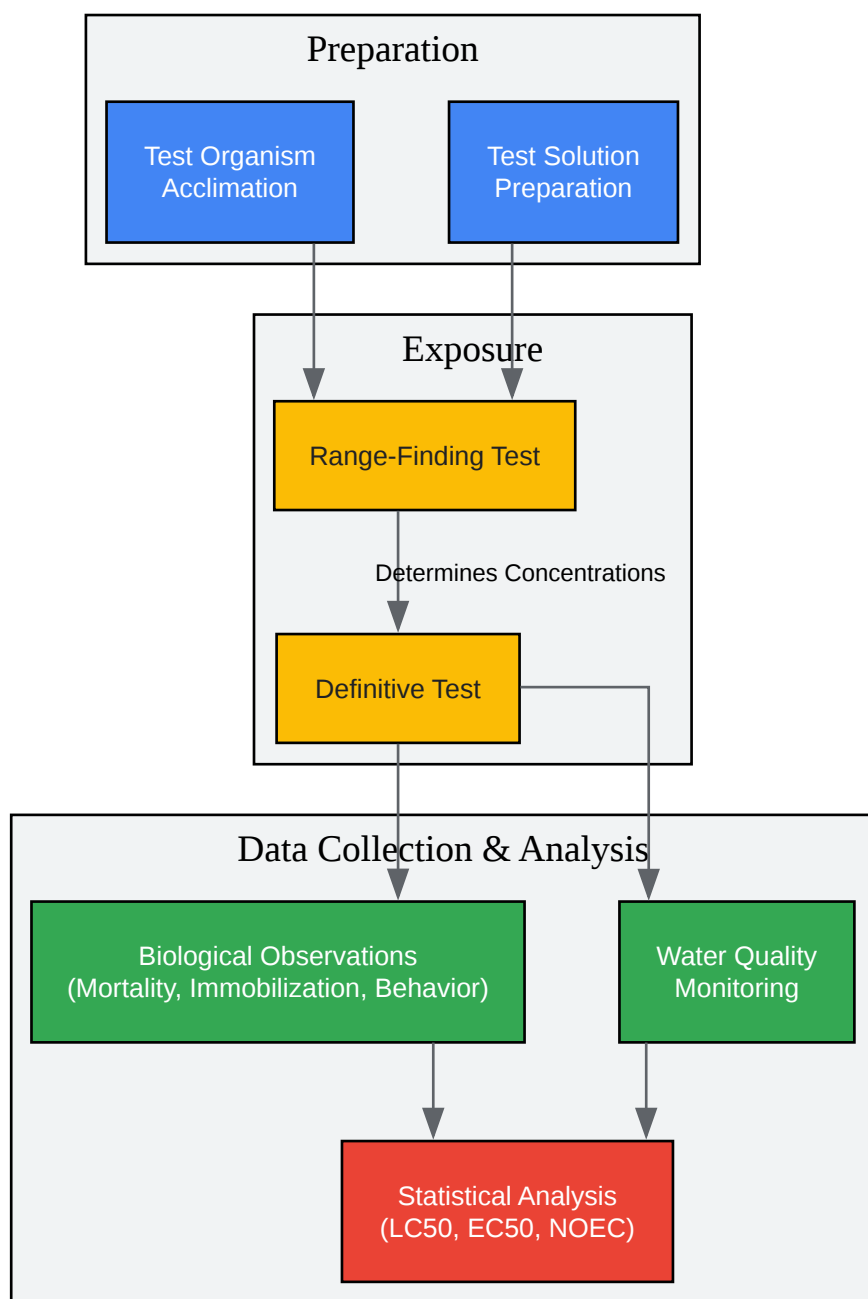 Preparation
Test Organism
Acclimation
Test Solution
Preparation
Exposure
Range-Finding Test
Determines Concentrations
Definitive Test
Data Collection & Analysis
Biological Observations
(Mortality, Immobilization, Behavior)
Water Quality
Monitoring
Statistical Analysis
(LC50, EC50, NOEC)